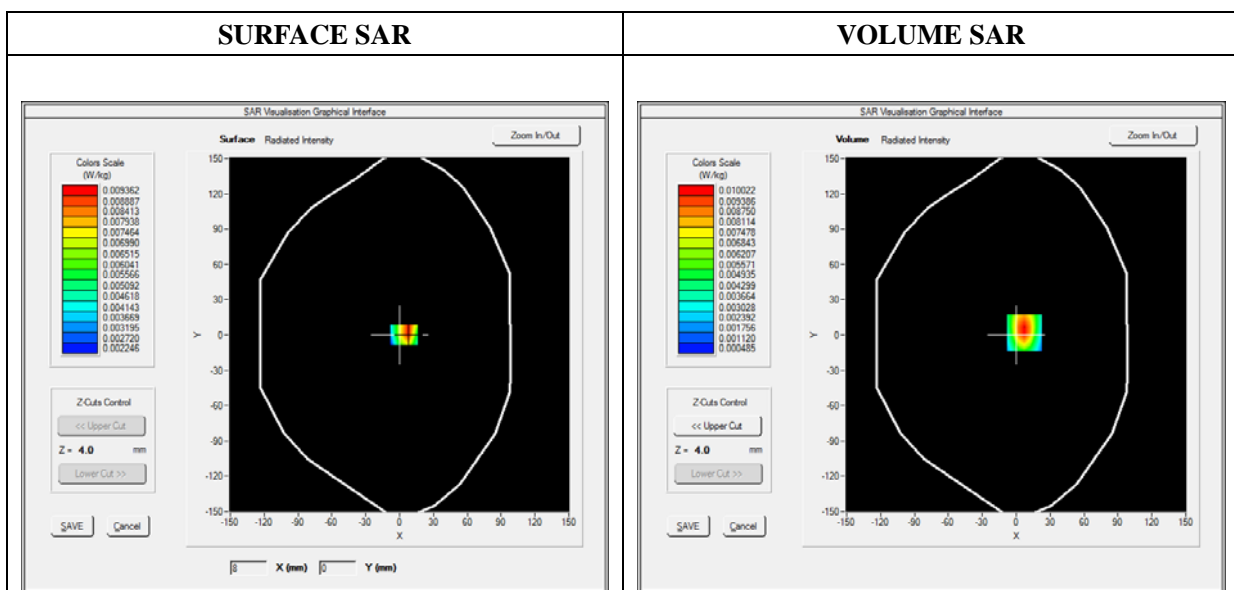 SURFACE SAR
VOLUME SAR
SAR Visualisation Graphical Interface
Surface Radiated Intensity
Zoom In/Out
Colors Scale
(W/kg)
0.009362
0.008887
0.008413
0.007938
0.007464
0.006990
0.006515
0.006041
0.005566
0.005092
0.004618
0.004143
0.003669
0.003195
0.002720
0.002246
Z-Cuts Control
<< Upper Cut
Z = 4.0 mm
Lower Cut >>
SAVE Cancel
150
120
90
60
30
0
-30
-60
-90
-120
-150
Y
-150 -120 -90 -60 -30 0 30 60 90 120 150
X
8 X (mm) 0 Y (mm)
SAR Visualisation Graphical Interface
Volume Radiated Intensity
Zoom In/Out
Colors Scale
(W/kg)
0.010022
0.009386
0.008750
0.008114
0.007478
0.006843
0.006207
0.005571
0.004935
0.004299
0.003664
0.003028
0.002392
0.001756
0.001120
0.000485
Z-Cuts Control
<< Upper Cut
Z = 4.0 mm
Lower Cut >>
SAVE Cancel
150
120
90
60
30
0
-30
-60
-90
-120
-150
Y
-150 -120 -90 -60 -30 0 30 60 90 120 150
X